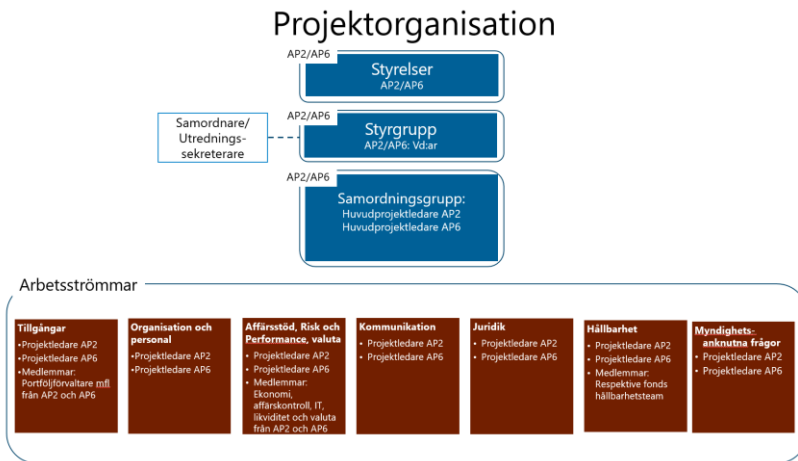 Projektorganisation
AP2/AP6
Styrelser
AP2/AP6
AP2/AP6
Styrgrupp
AP2/AP6: Vd:ar
Samordnare/
Utrednings-
sekreterare
AP2/AP6
Samordningsgrupp:
Huvudprojektledare AP2
Huvudprojektledare AP6
Arbetsströmmar
Tillgångar
•Projektledare AP2
•Projektledare AP6
•Medlemmar:
Portföljförvaltare mfl
från AP2 och AP6
Organisation och
personal
•Projektledare AP2
•Projektledare AP6
Affärsstöd, Risk och
Performance, valuta
• Projektledare AP2
• Projektledare AP6
• Medlemmar:
Ekonomi,
affärskontroll, IT,
likviditet och valuta
från AP2 och AP6
Kommunikation
• Projektledare AP2
• Projektledare AP6
Juridik
• Projektledare AP2
• Projektledare AP6
Hållbarhet
• Projektledare AP2
• Projektledare AP6
• Medlemmar:
Respektive fonds
hållbarhetsteam
Myndighets-
anknutna frågor
• Projektledare AP2
• Projektledare AP6